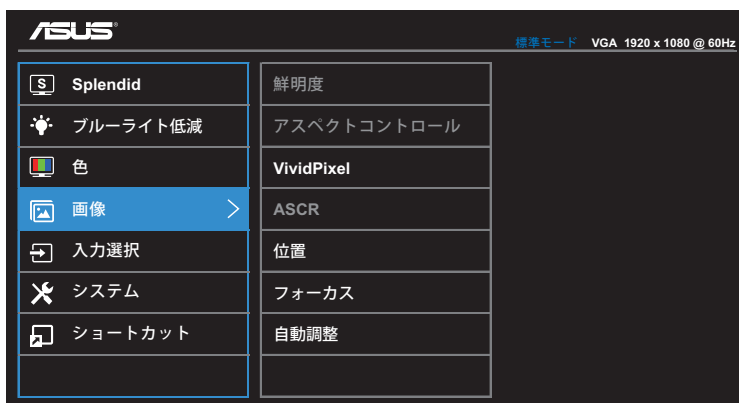 ASUS
標準モード VGA 1920 x 1080 @ 60Hz
S Splendid
ブルーライト低減
色
画像
入力選択
システム
ショートカット
鮮明度
アスペクトコントロール
VividPixel
ASCR
位置
フォーカス
自動調整